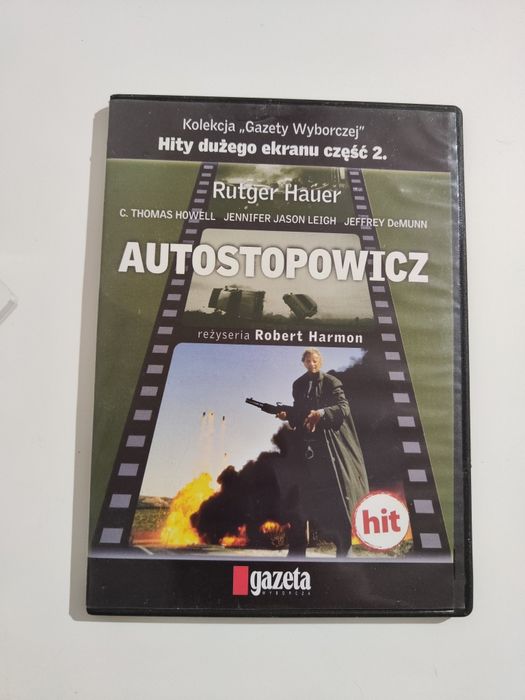 Kolekcja „Gazety Wyborczej”
Hity dużego ekranu część 2.
Rutger Hauer
C. THOMAS HOWELL JENNIFER JASON LEIGH JEFFREY DeMUNN
AUTOSTOPOWICZ
reżyseria Robert Harmon
hit
gazeta
WYBORCZA